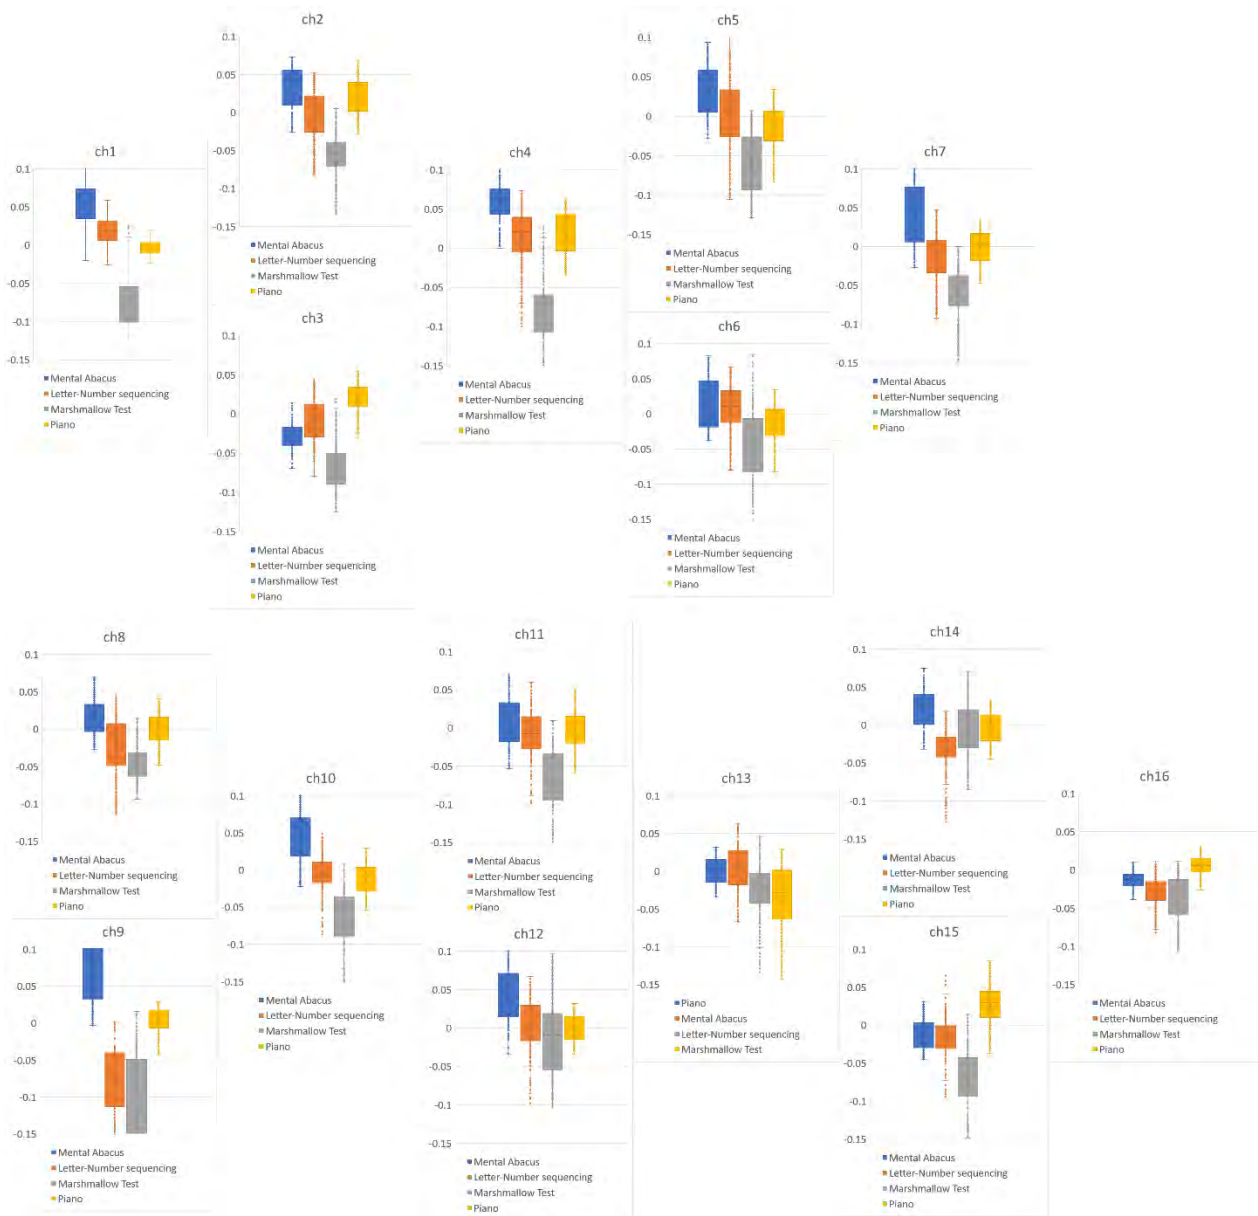 ch1
0.1
0.05
0
-0.05
-0.1
-0.15
Mental Abacus
Letter-Number sequencing
Marshmallow Test
Piano
ch2
0.1
0.05
0
-0.05
-0.1
-0.15
Mental Abacus
Letter-Number sequencing
Marshmallow Test
Piano
ch3
0.1
0.05
0
-0.05
-0.1
-0.15
Mental Abacus
Letter-Number sequencing
Marshmallow Test
Piano
ch4
0.1
0.05
0
-0.05
-0.1
-0.15
Mental Abacus
Letter-Number sequencing
Marshmallow Test
Piano
ch5
0.1
0.05
0
-0.05
-0.1
-0.15
Mental Abacus
Letter-Number sequencing
Marshmallow Test
Piano
ch6
0.1
0.05
0
-0.05
-0.1
-0.15
Mental Abacus
Letter-Number sequencing
Marshmallow Test
Piano
ch7
0.1
0.05
0
-0.05
-0.1
-0.15
Mental Abacus
Letter-Number sequencing
Marshmallow Test
Piano
ch8
0.1
0.05
0
-0.05
-0.1
-0.15
Mental Abacus
Letter-Number sequencing
Marshmallow Test
Piano
ch9
0.1
0.05
0
-0.05
-0.1
-0.15
Mental Abacus
Letter-Number sequencing
Marshmallow Test
Piano
ch10
0.1
0.05
0
-0.05
-0.1
-0.15
Mental Abacus
Letter-Number sequencing
Marshmallow Test
Piano
ch11
0.1
0.05
0
-0.05
-0.1
-0.15
Mental Abacus
Letter-Number sequencing
Marshmallow Test
Piano
ch12
0.1
0.05
0
-0.05
-0.1
-0.15
Mental Abacus
Letter-Number sequencing
Marshmallow Test
Piano
ch13
0.1
0.05
0
-0.05
-0.1
-0.15
Piano
Mental Abacus
Letter-Number sequencing
Marshmallow Test
ch14
0.1
0.05
0
-0.05
-0.1
-0.15
Mental Abacus
Letter-Number sequencing
Marshmallow Test
Piano
ch15
0.1
0.05
0
-0.05
-0.1
-0.15
Mental Abacus
Letter-Number sequencing
Marshmallow Test
Piano
ch16
0.1
0.05
0
-0.05
-0.1
-0.15
Mental Abacus
Letter-Number sequencing
Marshmallow Test
Piano